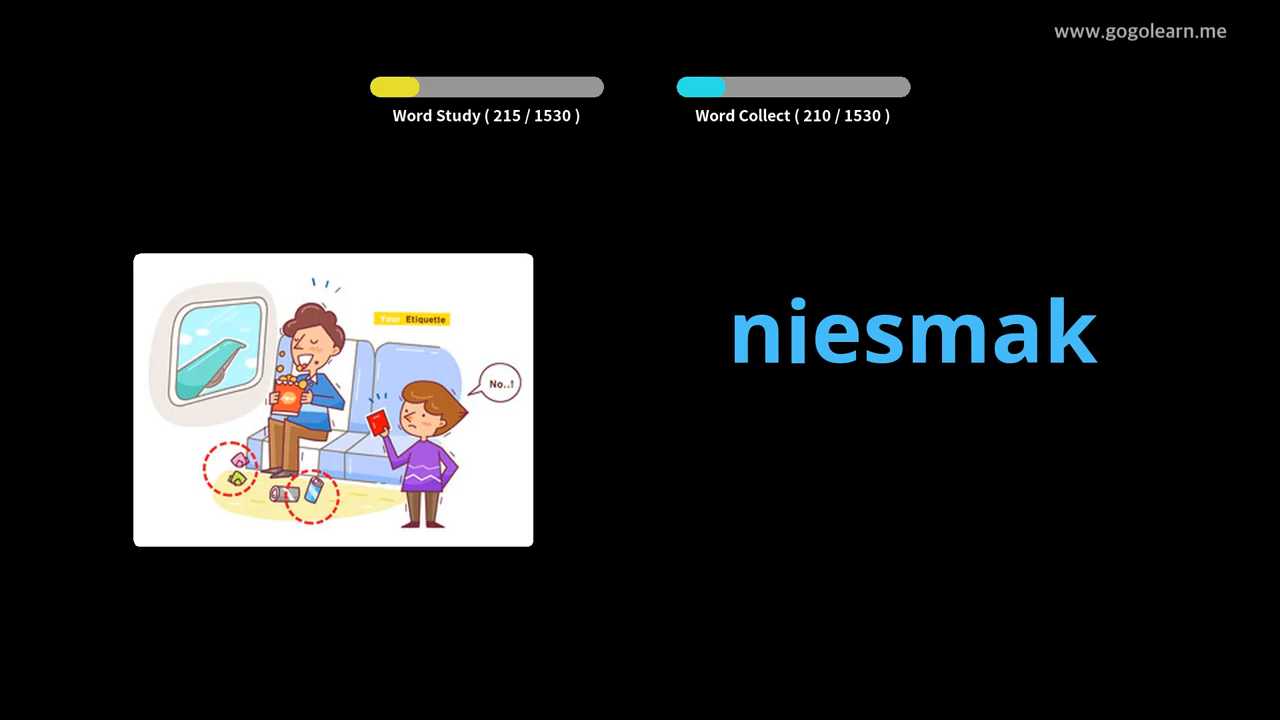 www.gogolearn.me
Word Study ( 215 / 1530 )
Word Collect ( 210 / 1530 )
Your Etiquette
No..!
niesmak